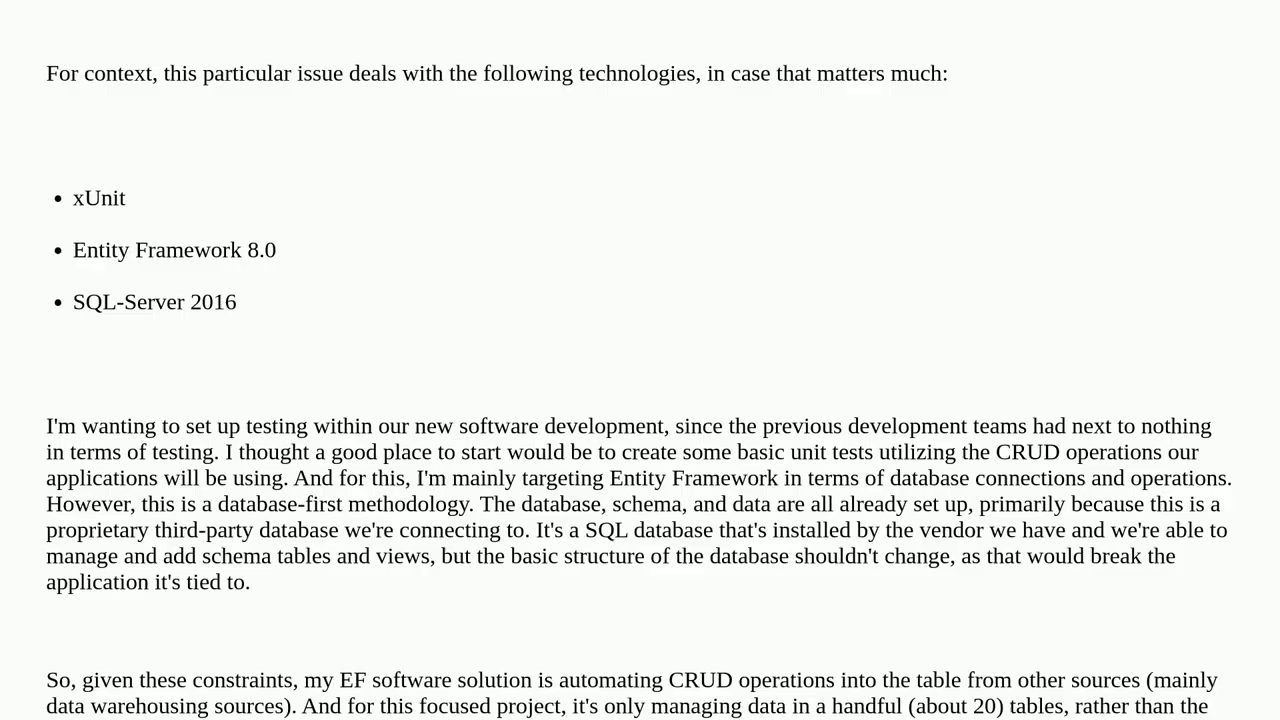 For context, this particular issue deals with the following technologies, in case that matters much:
• xUnit
• Entity Framework 8.0
• SQL-Server 2016
I'm wanting to set up testing within our new software development, since the previous development teams had next to nothing
in terms of testing. I thought a good place to start would be to create some basic unit tests utilizing the CRUD operations our
applications will be using. And for this, I'm mainly targeting Entity Framework in terms of database connections and operations.
However, this is a database-first methodology. The database, schema, and data are all already set up, primarily because this is a
proprietary third-party database we're connecting to. It's a SQL database that's installed by the vendor we have and we're able to
manage and add schema tables and views, but the basic structure of the database shouldn't change, as that would break the
application it's tied to.
So, given these constraints, my EF software solution is automating CRUD operations into the table from other sources (mainly
data warehousing sources). And for this focused project, it's only managing data in a handful (about 20) tables, rather than the